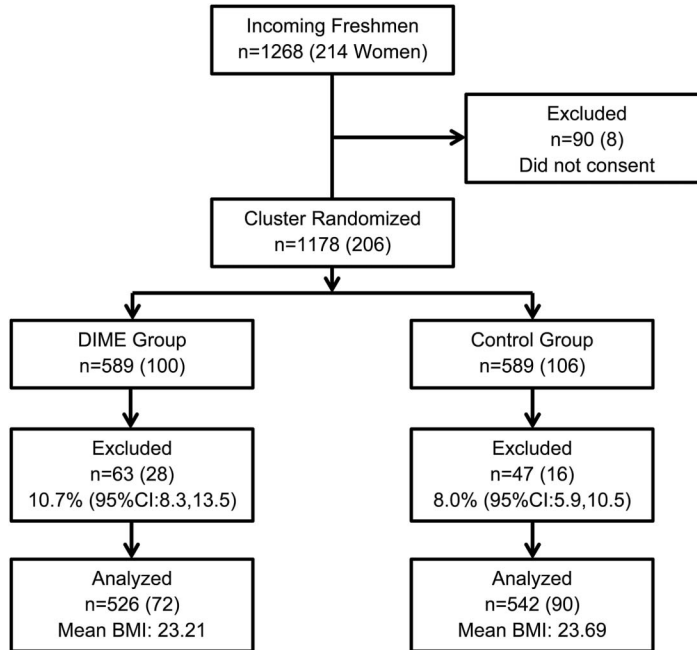 Incoming Freshmen
n=1268 (214 Women)
Excluded
n=90 (8)
Did not consent
Cluster Randomized
n=1178 (206)
DIME Group
n=589 (100)
Control Group
n=589 (106)
Excluded
n=63 (28)
10.7% (95%CI:8.3,13.5)
Excluded
n=47 (16)
8.0% (95%CI:5.9,10.5)
Analyzed
n=526 (72)
Mean BMI: 23.21
Analyzed
n=542 (90)
Mean BMI: 23.69